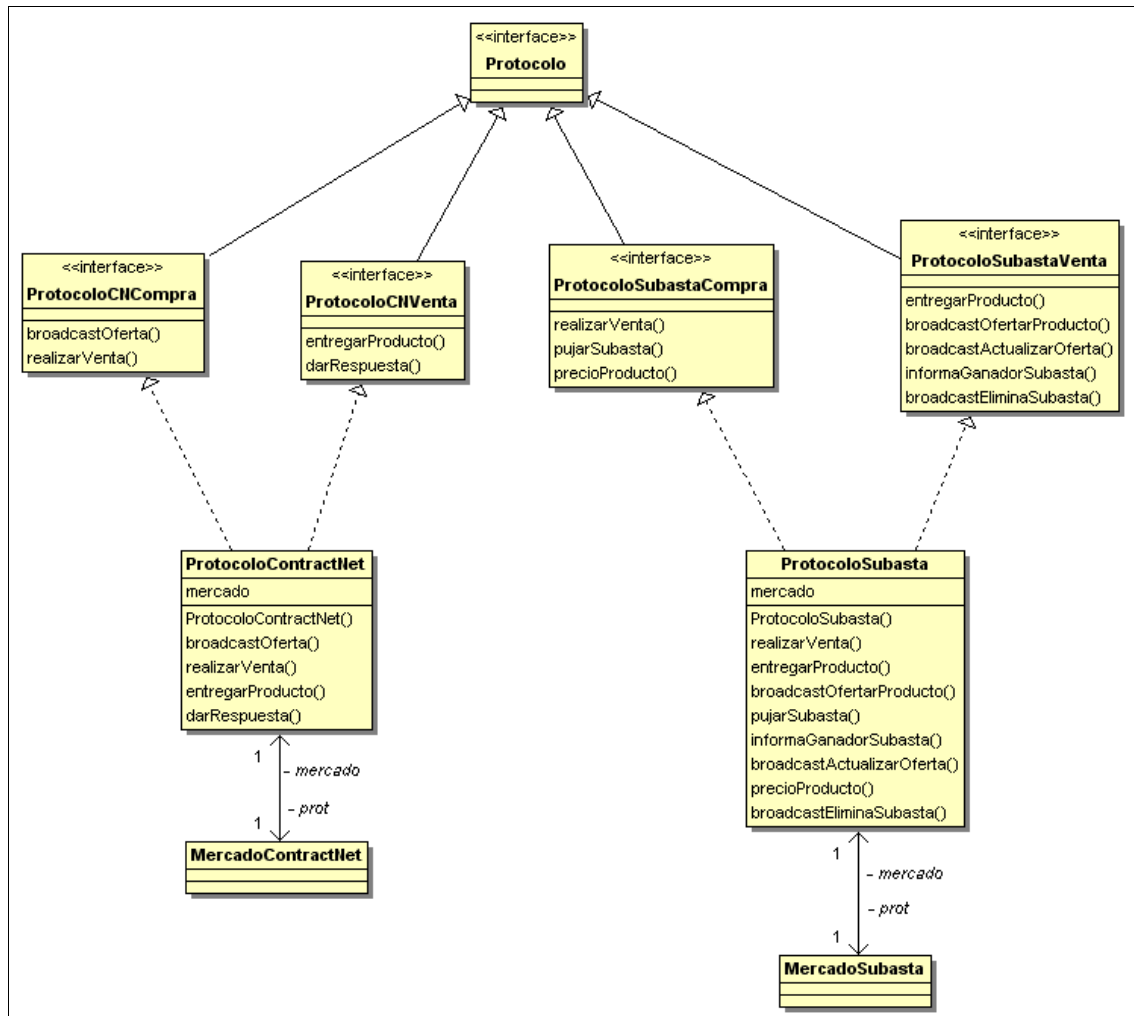 <<interface>>
Protocolo
<<interface>>
ProtocoloCNCompra
broadcastOferta()
realizarVenta()
<<interface>>
ProtocoloCNVenta
entregarProducto()
darRespuesta()
<<interface>>
ProtocoloSubastaCompra
realizarVenta()
pujarSubasta()
precioProducto()
<<interface>>
ProtocoloSubastaVenta
entregarProducto()
broadcastOfertarProducto()
broadcastActualizarOferta()
informaGanadorSubasta()
broadcastEliminaSubasta()
ProtocoloContractNet
mercado
ProtocoloContractNet()
broadcastOferta()
realizarVenta()
entregarProducto()
darRespuesta()
1
- mercado
- prot
1
MercadoContractNet
ProtocoloSubasta
mercado
ProtocoloSubasta()
realizarVenta()
entregarProducto()
broadcastOfertarProducto()
pujarSubasta()
informaGanadorSubasta()
broadcastActualizarOferta()
precioProducto()
broadcastEliminaSubasta()
1
- mercado
- prot
1
MercadoSubasta